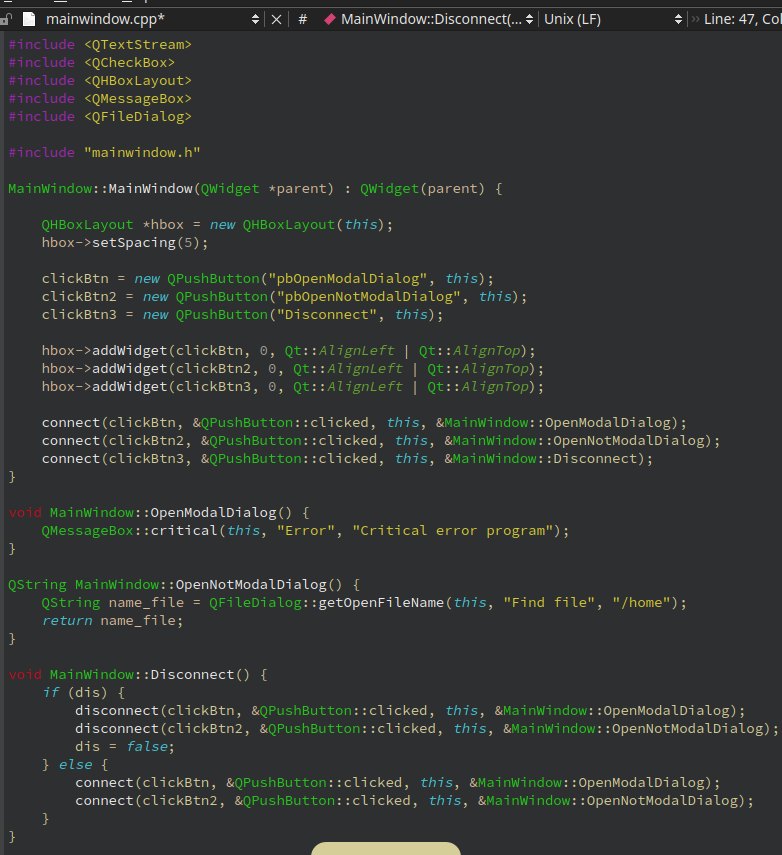 mainwindow.cpp* # MainWindow::Disconnect(... Unix (LF) Line: 47, Col
#include <QTextStream>
#include <QCheckBox>
#include <QHBoxLayout>
#include <QMessageBox>
#include <QFileDialog>
#include "mainwindow.h"
MainWindow::MainWindow(QWidget *parent) : QWidget(parent) {
    QHBoxLayout *hbox = new QHBoxLayout(this);
    hbox->setSpacing(5);
    clickBtn = new QPushButton("pbOpenModalDialog", this);
    clickBtn2 = new QPushButton("pbOpenNotModalDialog", this);
    clickBtn3 = new QPushButton("Disconnect", this);
    hbox->addWidget(clickBtn, 0, Qt::AlignLeft | Qt::AlignTop);
    hbox->addWidget(clickBtn2, 0, Qt::AlignLeft | Qt::AlignTop);
    hbox->addWidget(clickBtn3, 0, Qt::AlignLeft | Qt::AlignTop);
    connect(clickBtn, &QPushButton::clicked, this, &MainWindow::OpenModalDialog);
    connect(clickBtn2, &QPushButton::clicked, this, &MainWindow::OpenNotModalDialog);
    connect(clickBtn3, &QPushButton::clicked, this, &MainWindow::Disconnect);
}
void MainWindow::OpenModalDialog() {
    QMessageBox::critical(this, "Error", "Critical error program");
}
QString MainWindow::OpenNotModalDialog() {
    QString name_file = QFileDialog::getOpenFileName(this, "Find file", "/home");
    return name_file;
}
void MainWindow::Disconnect() {
    if (dis) {
        disconnect(clickBtn, &QPushButton::clicked, this, &MainWindow::OpenModalDialog);
        disconnect(clickBtn2, &QPushButton::clicked, this, &MainWindow::OpenNotModalDialog);
        dis = false;
    } else {
        connect(clickBtn, &QPushButton::clicked, this, &MainWindow::OpenModalDialog);
        connect(clickBtn2, &QPushButton::clicked, this, &MainWindow::OpenNotModalDialog);
    }
}